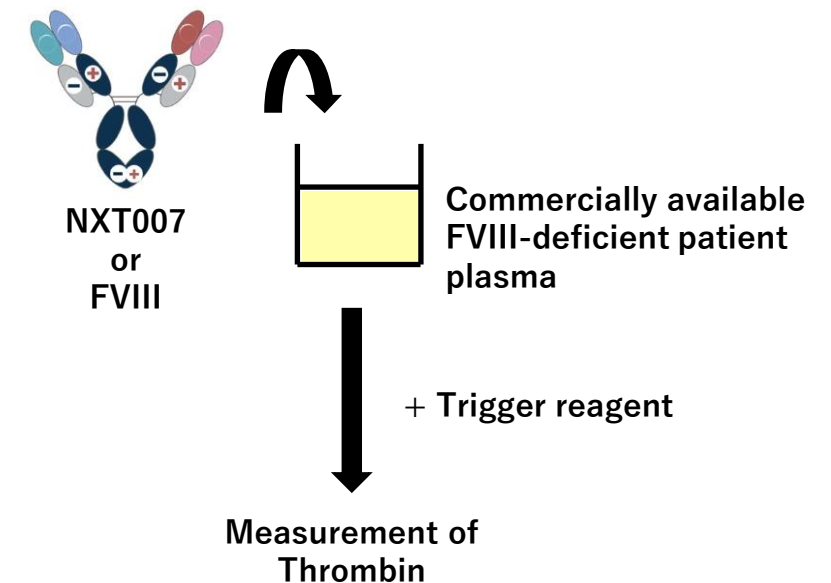 NXT007
or
FVIII
Commercially available
FVIII-deficient patient
plasma
+ Trigger reagent
Measurement of
Thrombin